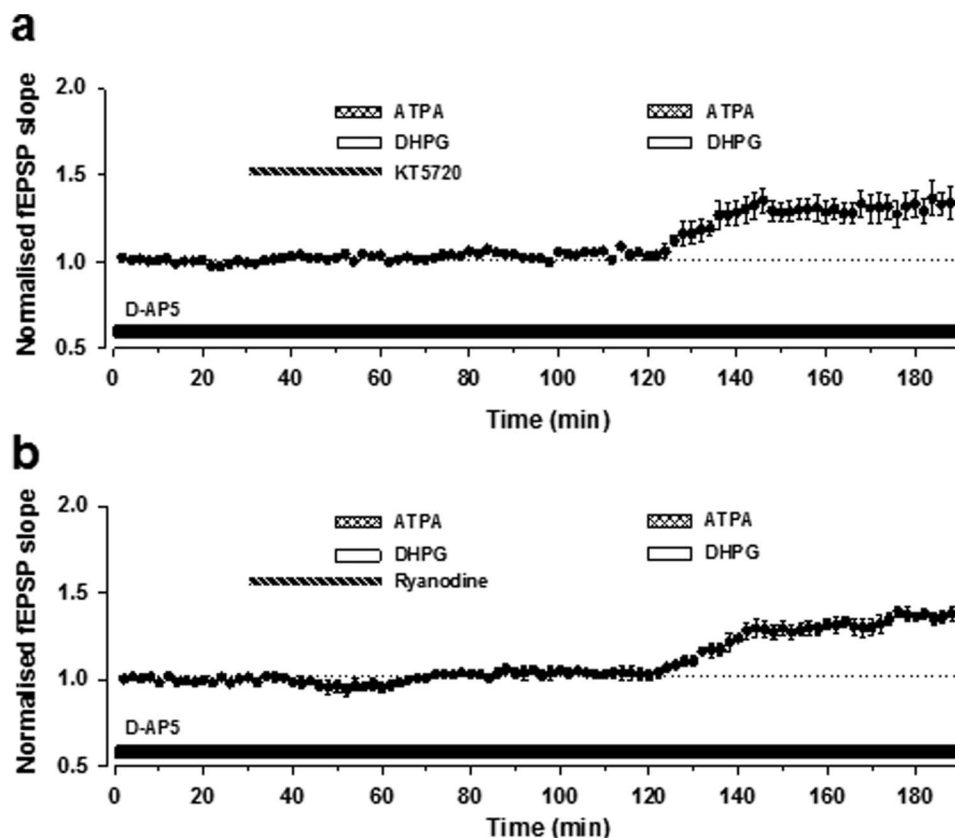 a
Normalised fEPSP slope
2.0
1.5
1.0
0.5
ATPA ATPA
DHPG DHPG
KT5720
D-AP5
0 20 40 60 80 100 120 140 160 180
Time (min)
b
Normalised fEPSP slope
2.0
1.5
1.0
0.5
ATPA ATPA
DHPG DHPG
Ryanodine
D-AP5
0 20 40 60 80 100 120 140 160 180
Time (min)